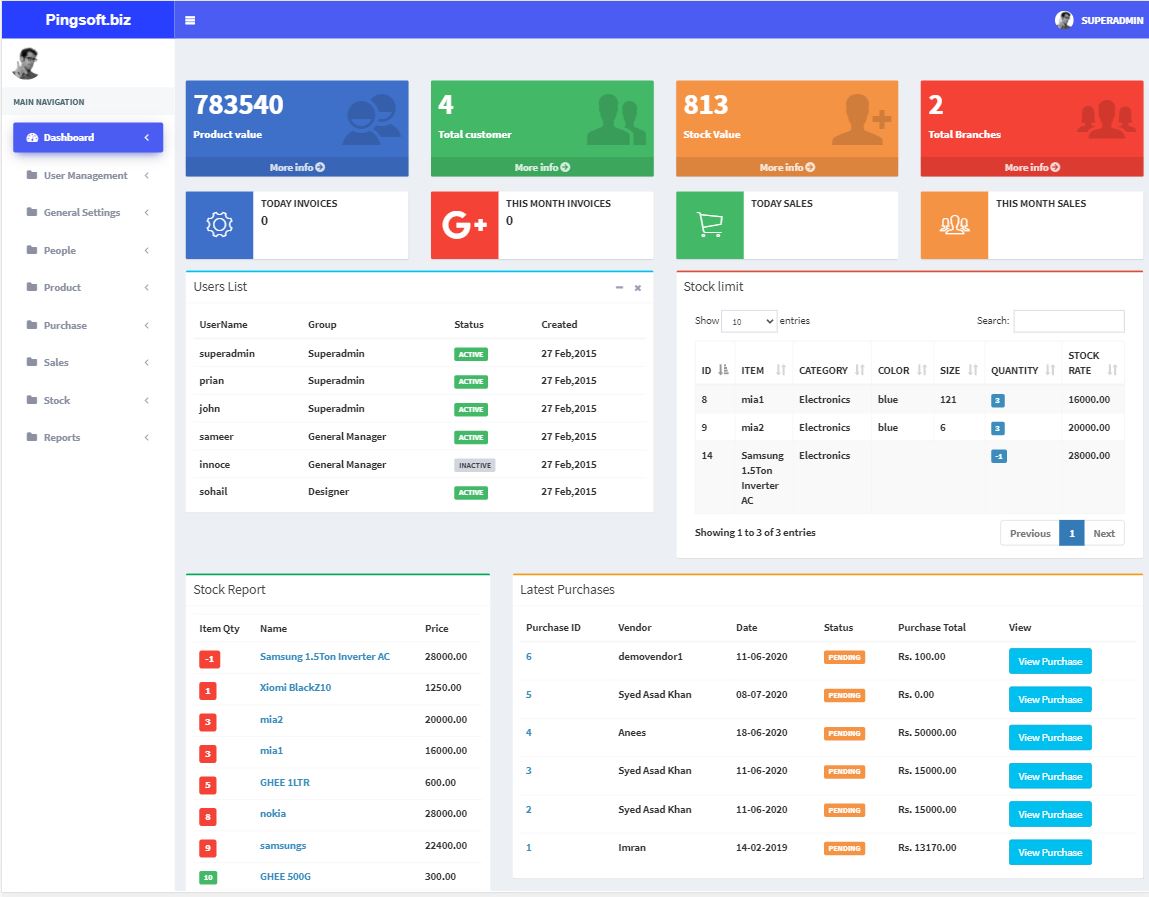 Pingsoft.biz
SUPERADMIN
MAIN NAVIGATION
Dashboard
User Management
General Settings
People
Product
Purchase
Sales
Stock
Reports
783540
Product value
More info
4
Total customer
More info
813
Stock Value
More info
2
Total Branches
More info
TODAY INVOICES
0
G+
THIS MONTH INVOICES
0
TODAY SALES
THIS MONTH SALES
Users List
UserName Group Status Created
superadmin Superadmin ACTIVE 27 Feb,2015
prian Superadmin ACTIVE 27 Feb,2015
john Superadmin ACTIVE 27 Feb,2015
sameer General Manager ACTIVE 27 Feb,2015
innoce General Manager INACTIVE 27 Feb,2015
sohail Designer ACTIVE 27 Feb,2015
Stock limit
Show 10 entries Search:
ID ITEM CATEGORY COLOR SIZE QUANTITY STOCK RATE
8 mia1 Electronics blue 121 3 16000.00
9 mia2 Electronics blue 6 3 20000.00
14 Samsung Electronics -1 28000.00
1.5Ton
Inverter
AC
Showing 1 to 3 of 3 entries
Previous 1 Next
Stock Report
Item Qty Name Price
-1 Samsung 1.5Ton Inverter AC 28000.00
1 Xiomi BlackZ10 1250.00
3 mia2 20000.00
3 mia1 16000.00
5 GHEE 1LTR 600.00
8 nokia 28000.00
9 samsungs 22400.00
10 GHEE 500G 300.00
Latest Purchases
Purchase ID Vendor Date Status Purchase Total View
6 demovendor1 11-06-2020 PENDING Rs. 100.00 View Purchase
5 Syed Asad Khan 08-07-2020 PENDING Rs. 0.00 View Purchase
4 Anees 18-06-2020 PENDING Rs. 50000.00 View Purchase
3 Syed Asad Khan 11-06-2020 PENDING Rs. 15000.00 View Purchase
2 Syed Asad Khan 11-06-2020 PENDING Rs. 15000.00 View Purchase
1 Imran 14-02-2019 PENDING Rs. 13170.00 View Purchase